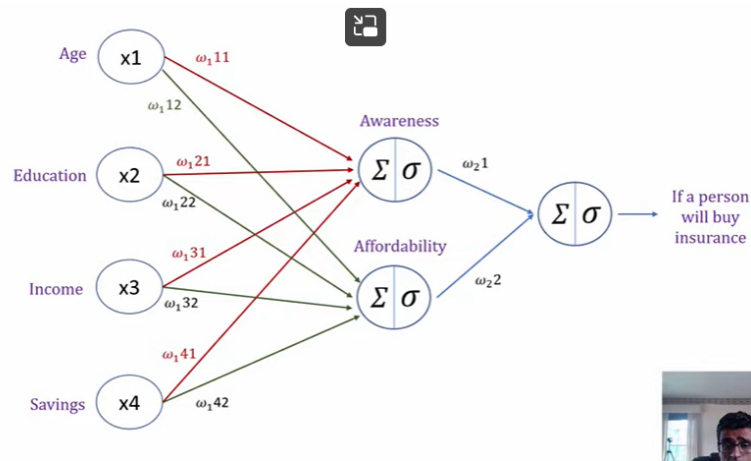 Age
x1
ω₁11
ω₁12
Awareness
Education
x2
ω₁21
ω₁22
Σ σ
ω₂1
Σ σ
If a person
will buy
insurance
Affordability
Income
x3
ω₁31
ω₁32
Σ σ
ω₂2
ω₁41
Savings
x4
ω₁42